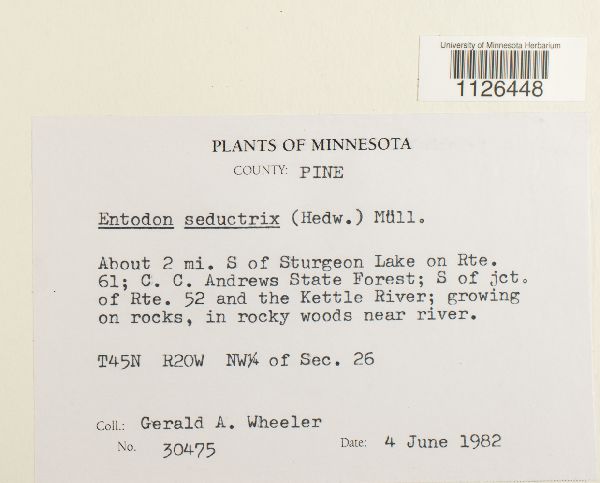 University of Minnesota Herbarium
1126448
PLANTS OF MINNESOTA
COUNTY: PINE
Entodon seductrix (Hedw.) Müll.
About 2 mi. S of Sturgeon Lake on Rte.
61; C. C. Andrews State Forest; S of jct.
of Rte. 52 and the Kettle River; growing
on rocks, in rocky woods near river.
T45N R20W NW¼ of Sec. 26
Coll.: Gerald A. Wheeler
No. 30475 Date: 4 June 1982